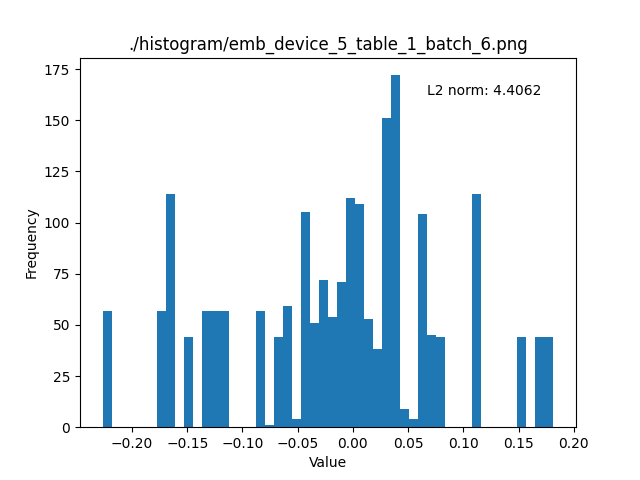 ./histogram/emb_device_5_table_1_batch_6.png
L2 norm: 4.4062
Frequency
175
150
125
100
75
50
25
0
−0.20 −0.15 −0.10 −0.05 0.00 0.05 0.10 0.15 0.20
Value